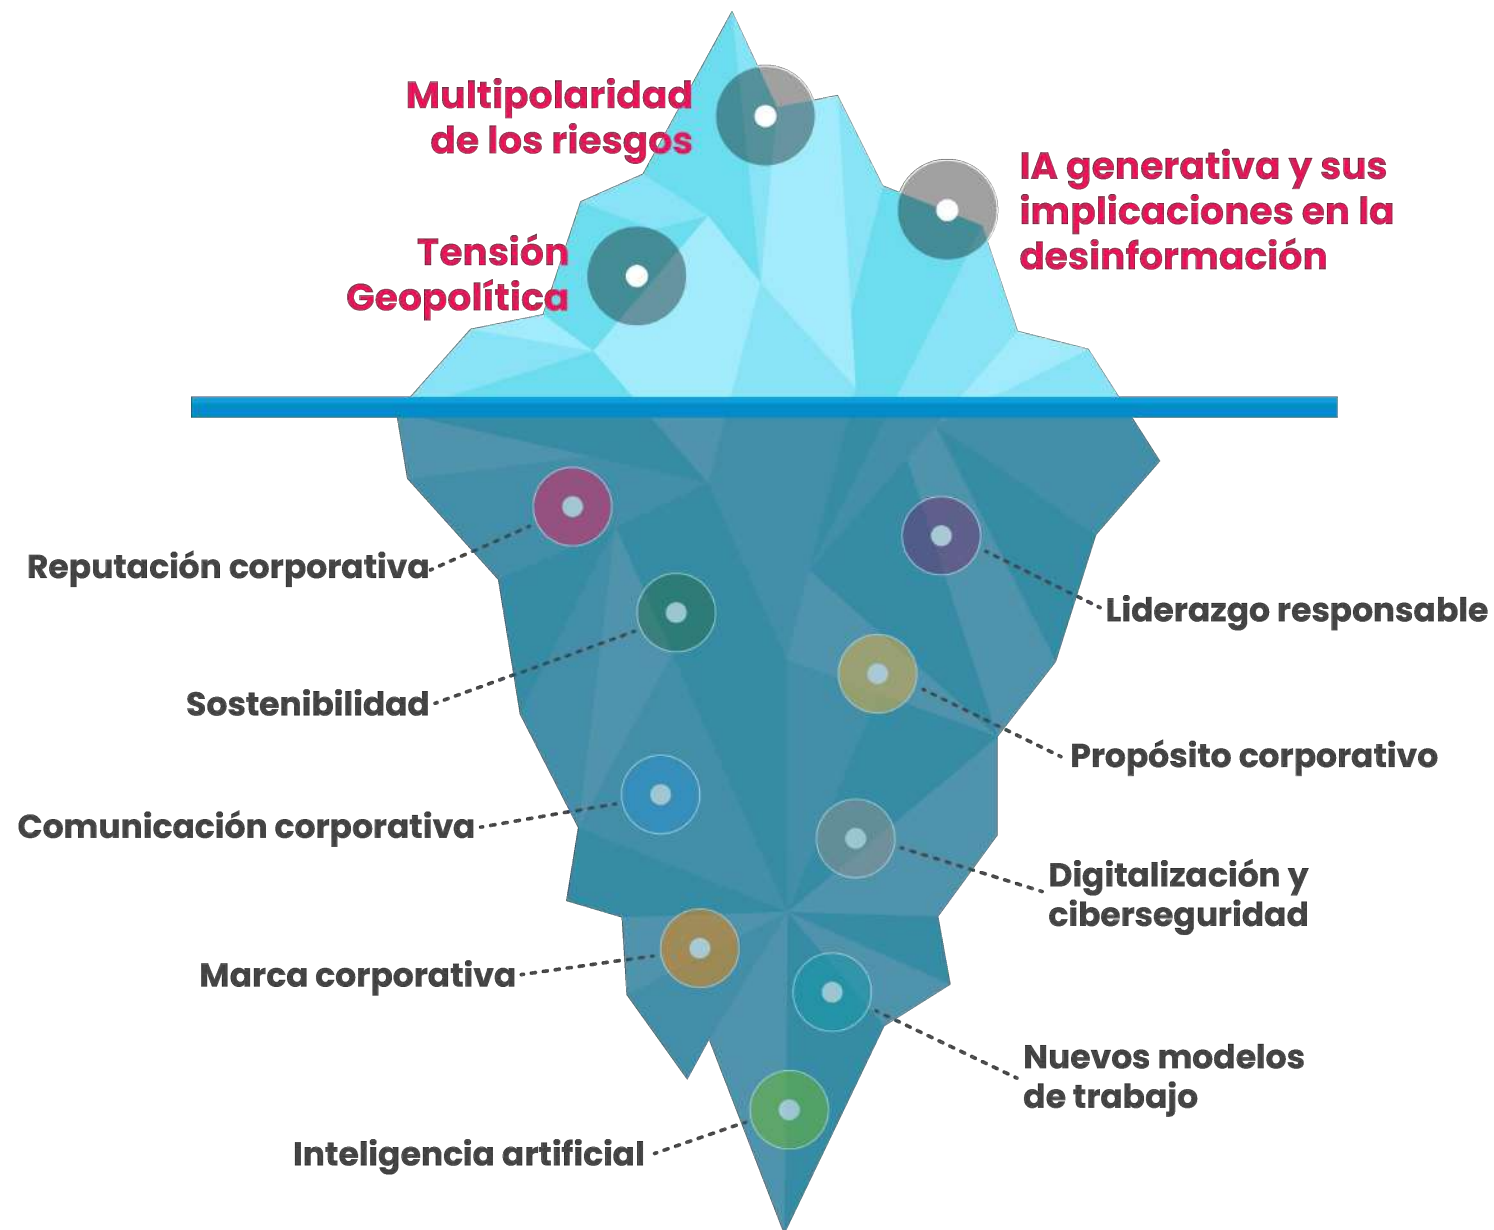 Multipolaridad
de los riesgos
IA generativa y sus
implicaciones en la
desinformación
Tensión
Geopolítica
Reputación corporativa
Liderazgo responsable
Sostenibilidad
Propósito corporativo
Comunicación corporativa
Digitalización y
ciberseguridad
Marca corporativa
Nuevos modelos
de trabajo
Inteligencia artificial